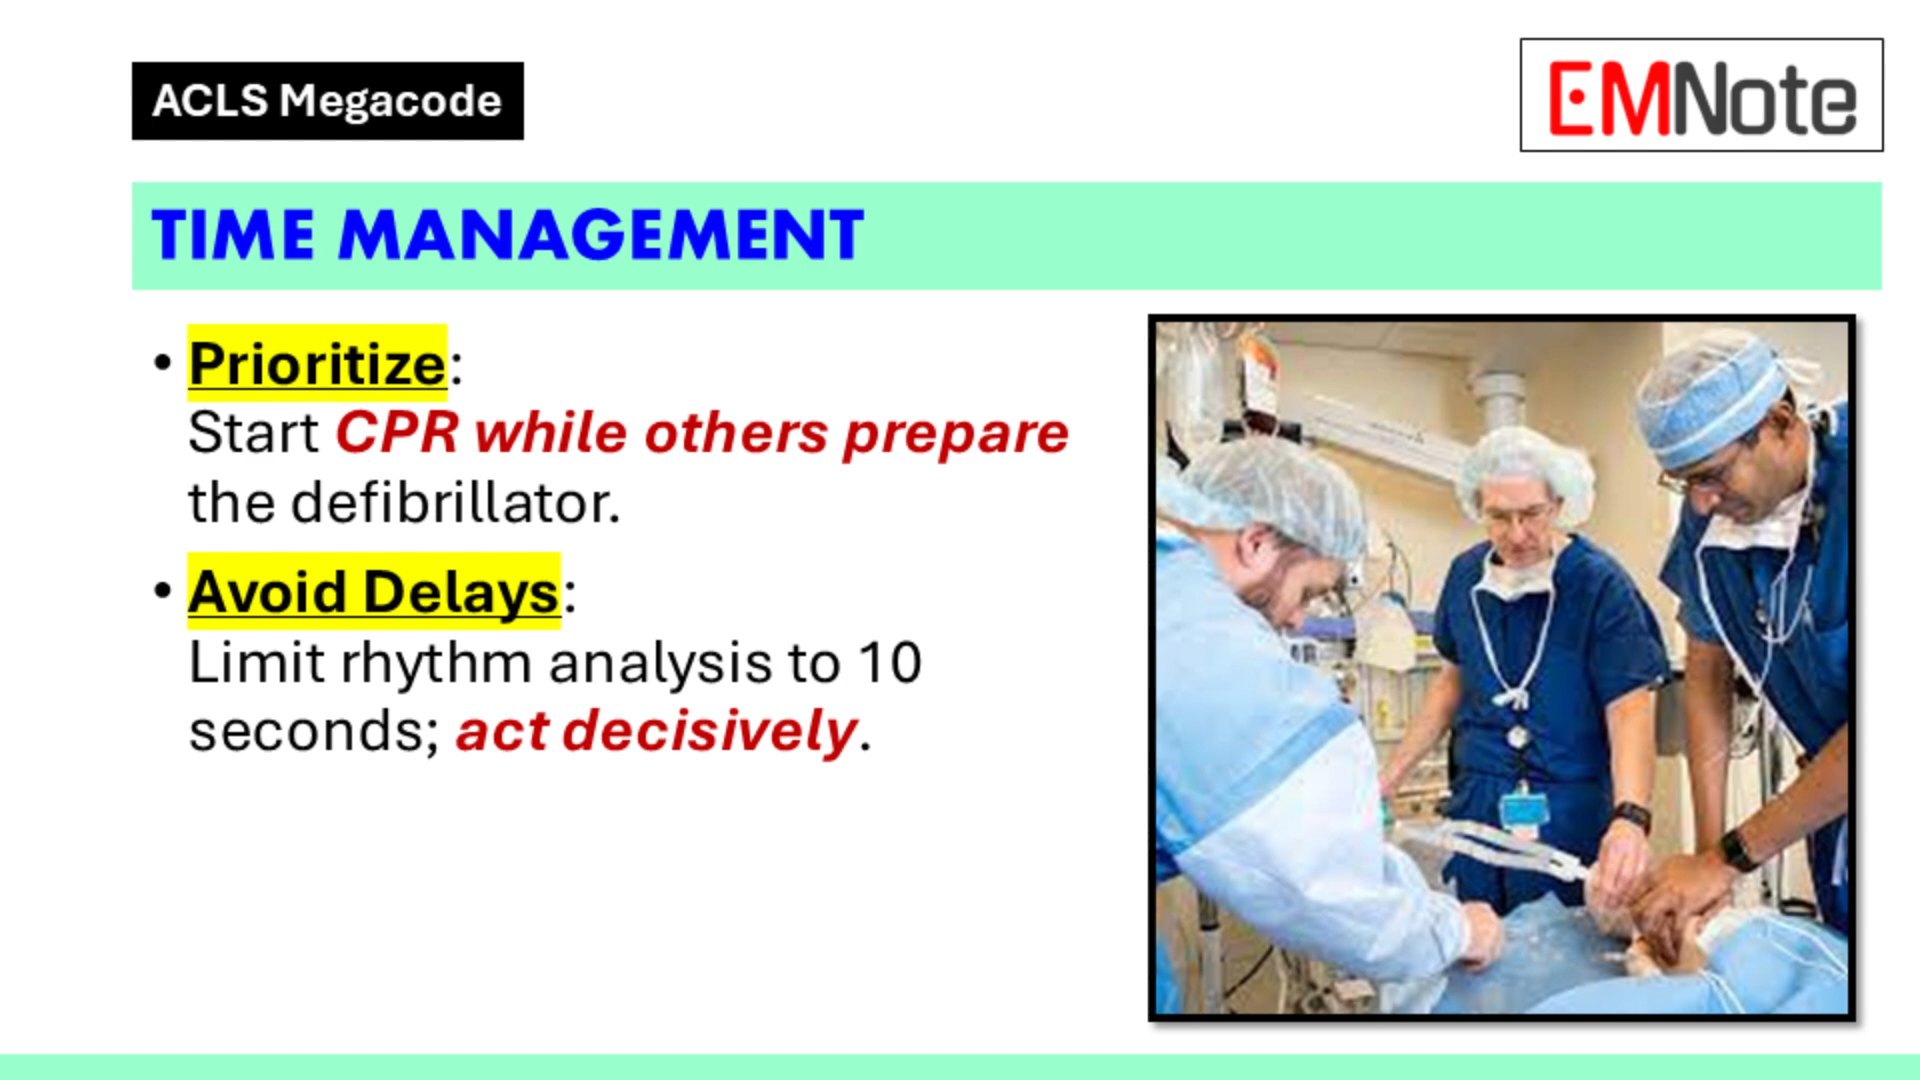 ACLS Megacode
EMNote
TIME MANAGEMENT
• Prioritize:
Start CPR while others prepare
the defibrillator.
• Avoid Delays:
Limit rhythm analysis to 10
seconds; act decisively.